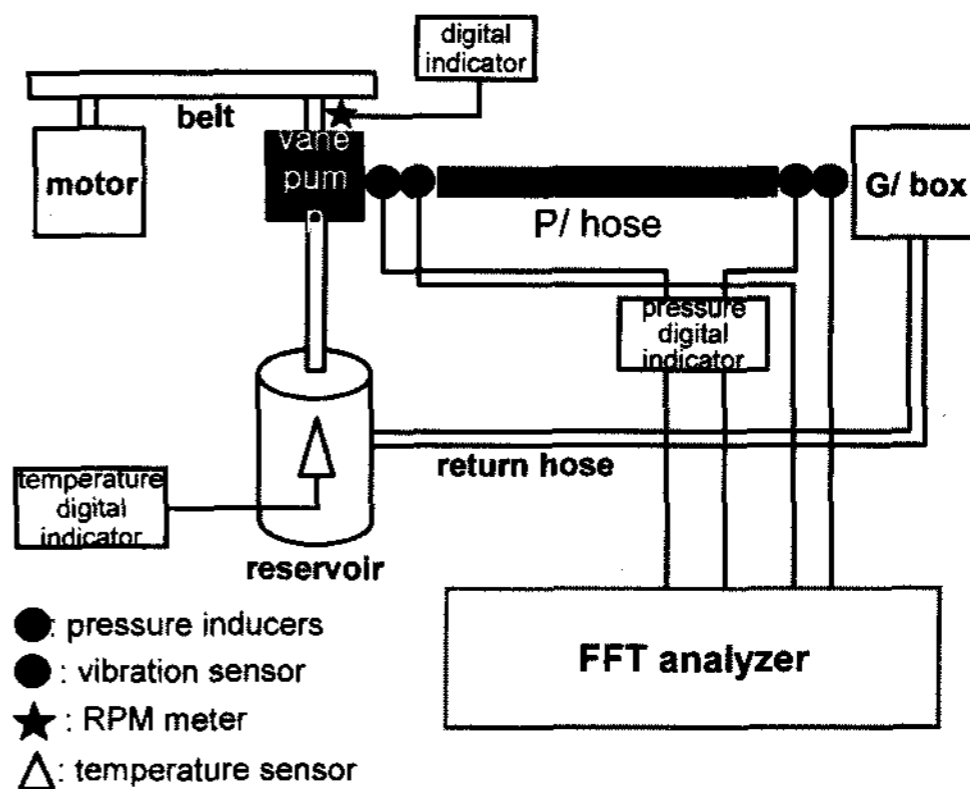 digital
indicator
belt
vane
pum
motor
G/ box
P/ hose
pressure
digital
indicator
return hose
temperature
digital
indicator
reservoir
: pressure inducers
: vibration sensor
: RPM meter
: temperature sensor
FFT analyzer